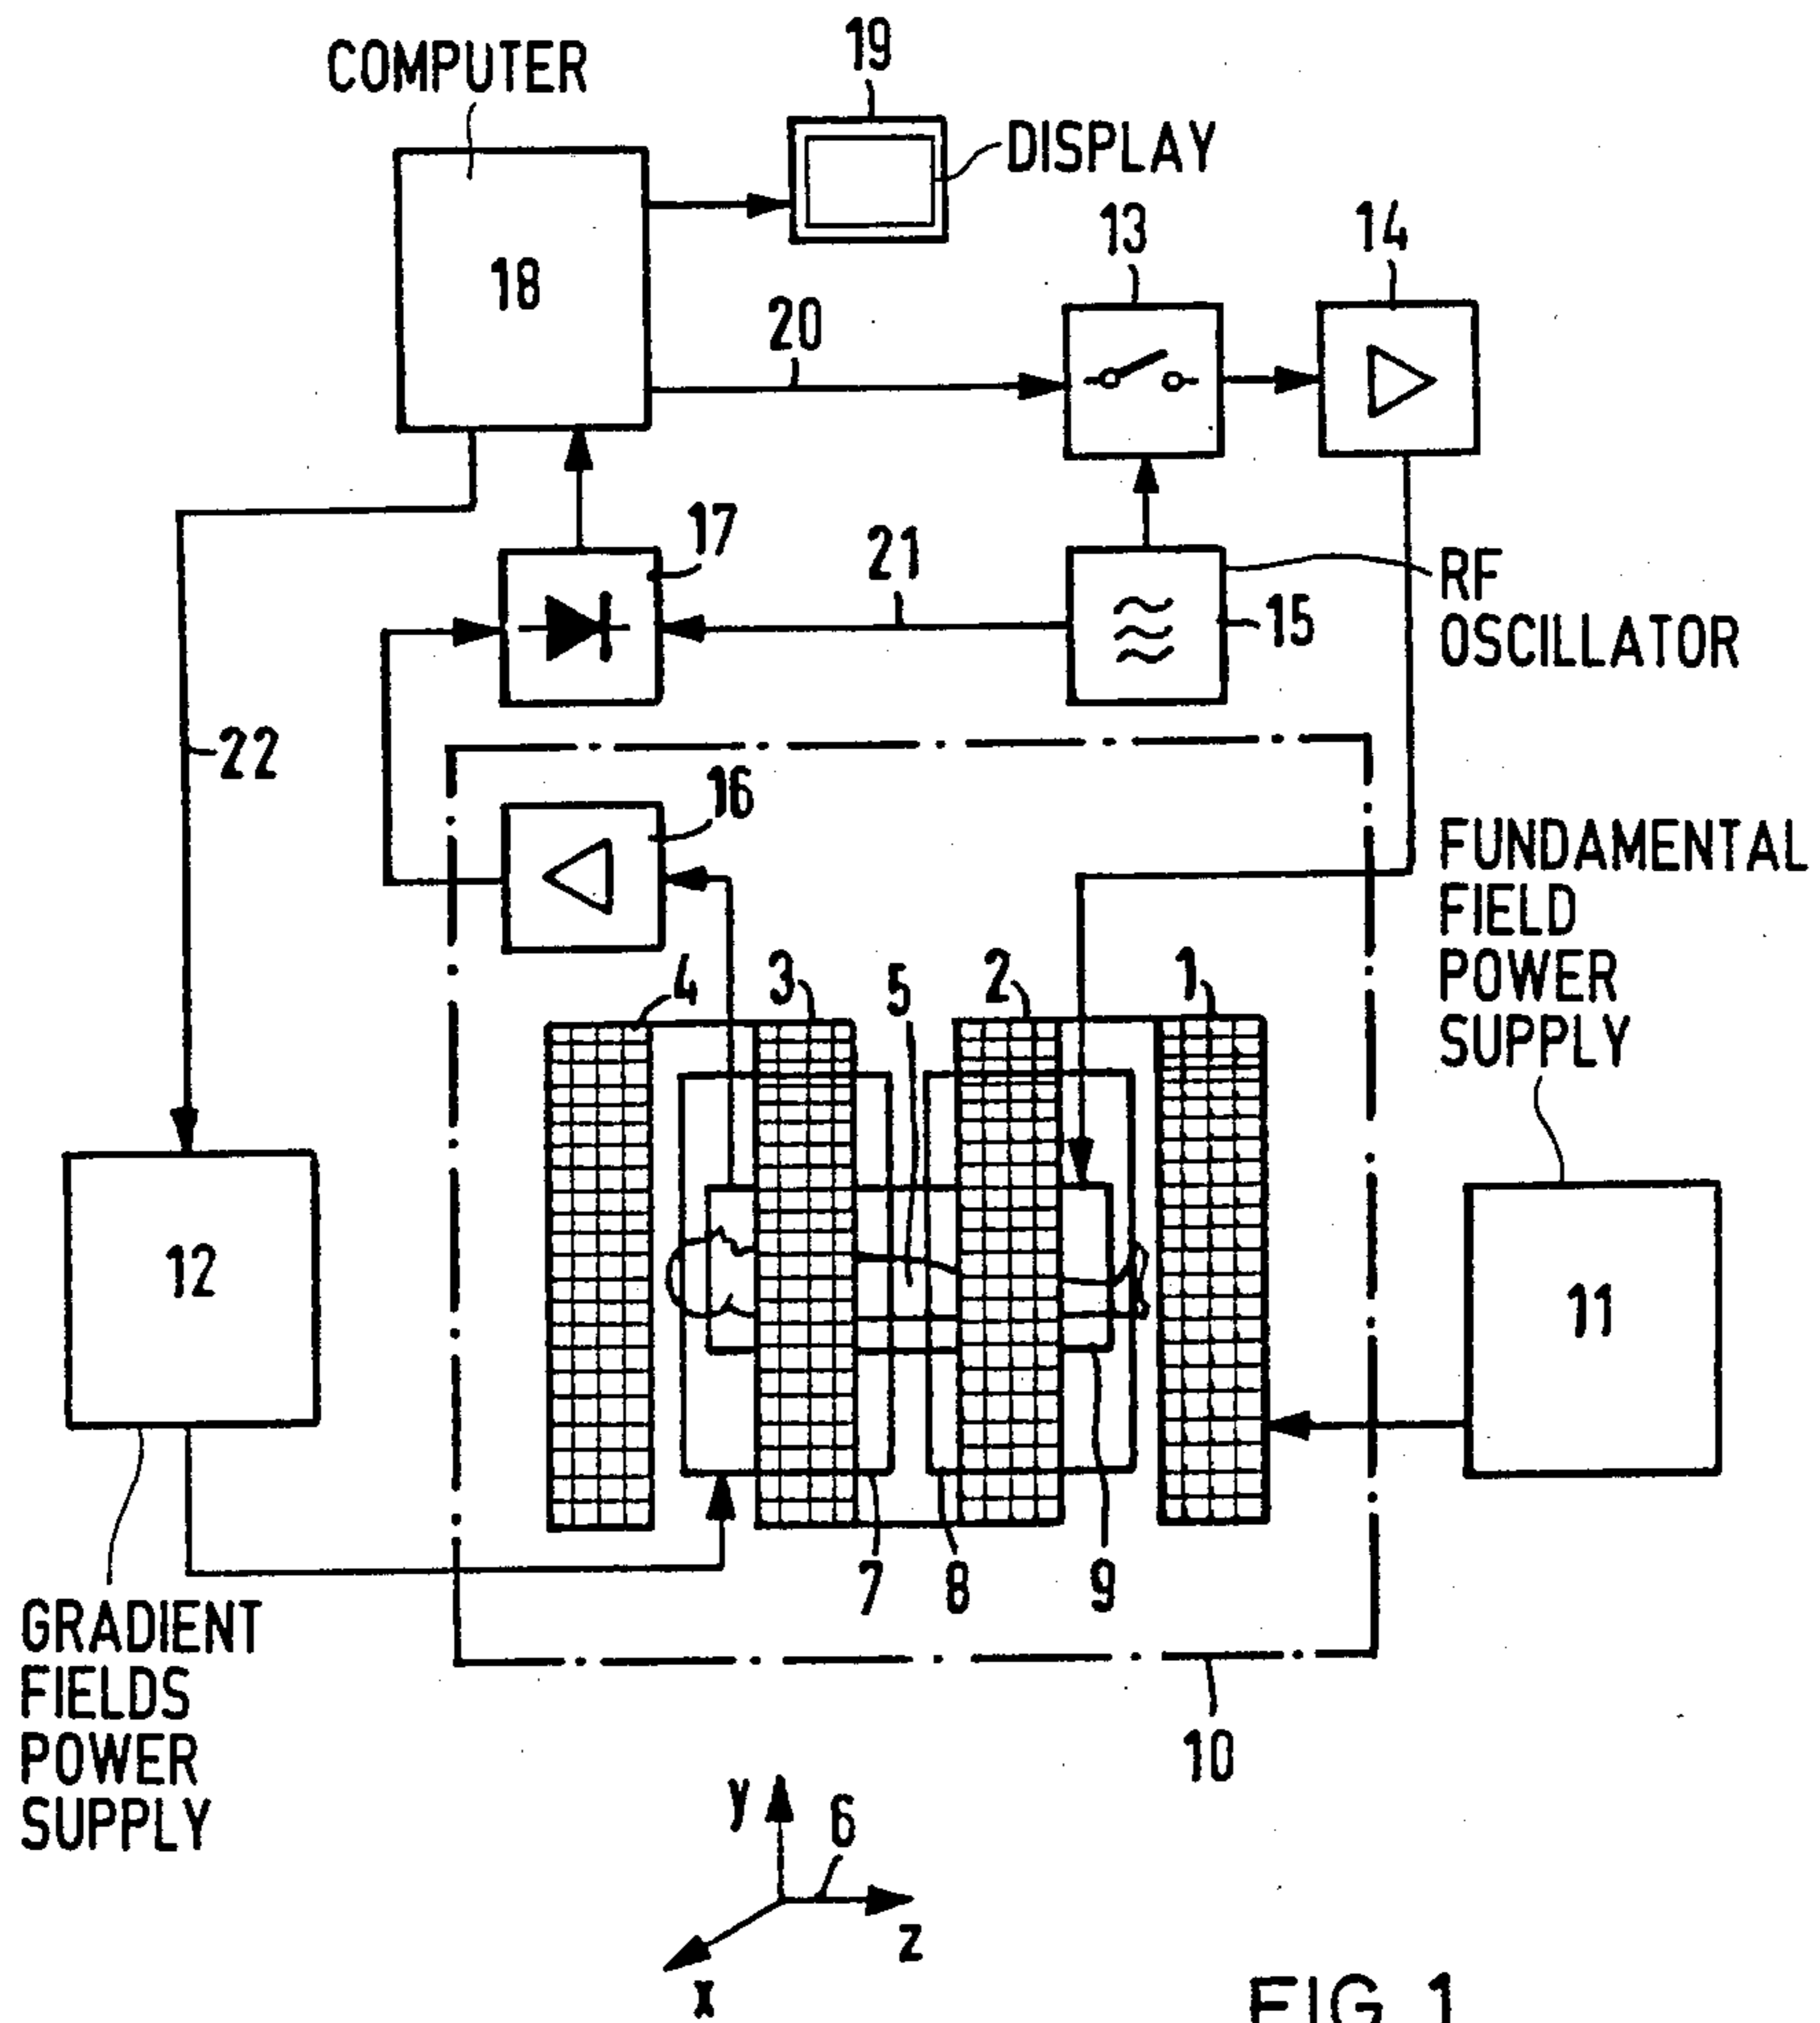 19
COMPUTER
DISPLAY
13
14
18
20
17
21
RF
OSCILLATOR
15
22
16
FUNDAMENTAL
FIELD
POWER
SUPPLY
4
3
5
2
1
12
11
7
8
9
GRADIENT
FIELDS
POWER
SUPPLY
10
y
6
z
x
FIG 1